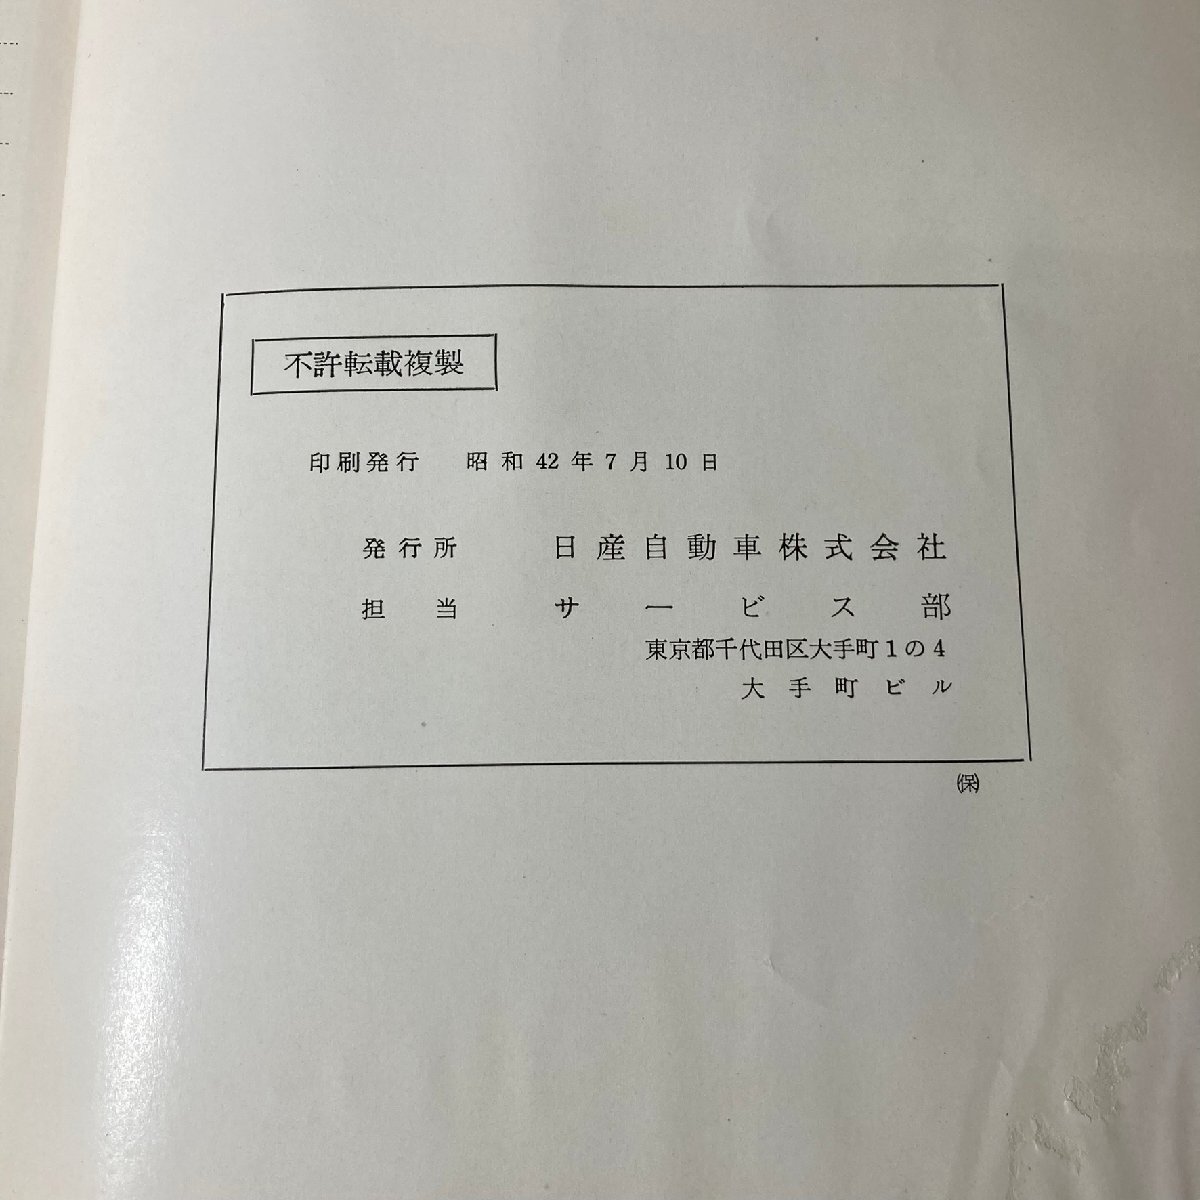 不許転載複製
印刷発行 昭和42年7月10日
発行所 日産自動車株式会社
担当 サービス部
東京都千代田区大手町1の4
大手町ビル
㈲